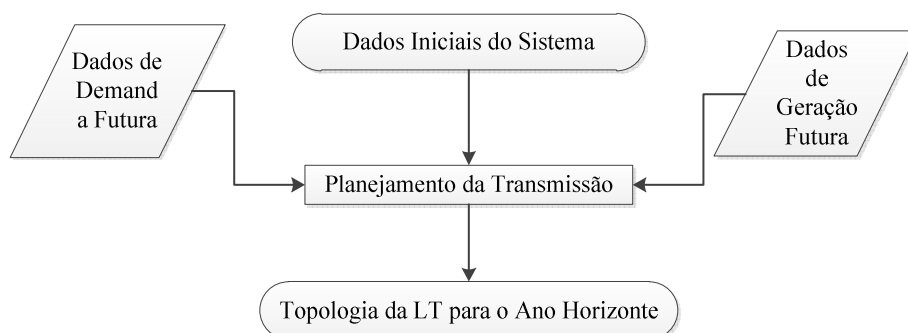 Dados Iniciais do Sistema
Dados de
Demand
a Futura
Dados
de
Geração
Futura
Planejamento da Transmissão
Topologia da LT para o Ano Horizonte